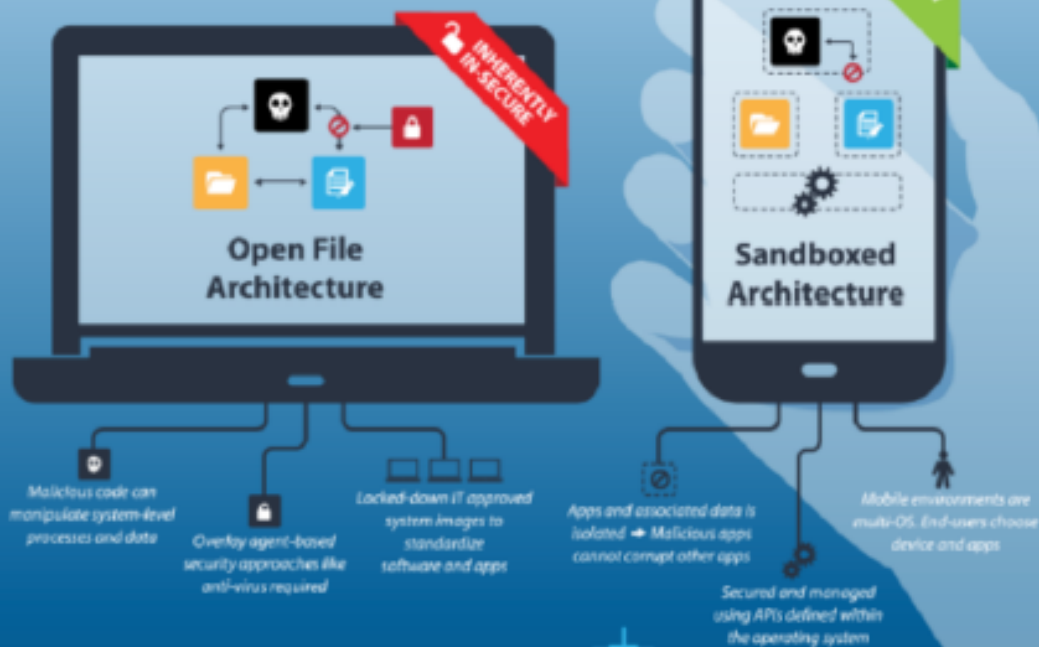 INHERENTLY
IN-SECURE
Open File
Architecture
Malicious code can
manipulate system-level
processes and data
Overlay agent-based
security approaches like
anti-virus required
Locked-down IT approved
system images to
standardize
software and apps
Sandboxed
Architecture
Apps and associated data is
isolated ➔ Malicious apps
cannot corrupt other apps
Secured and managed
using APIs defined within
the operating system
Mobile environments are
multi-OS. End-users choose
device and apps